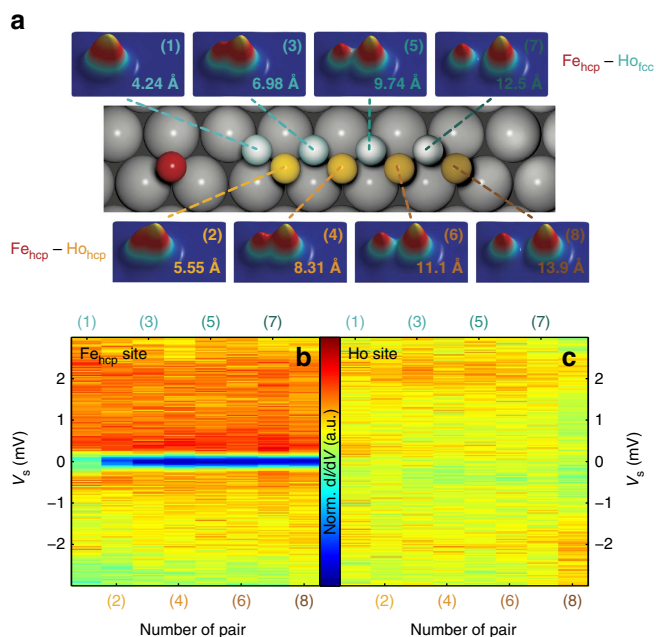 a
(1) (3) (5) (7)
4.24 Å 6.98 Å 9.74 Å 12.5 Å
Fehcp – Hofcc
Fehcp – Hohcp
(2) (4) (6) (8)
5.55 Å 8.31 Å 11.1 Å 13.9 Å
(1) (3) (5) (7)
(1) (3) (5) (7)
Fehcp site b
Ho site c
Vs (mV)
2
1
0
−1
−2
Norm. dI/dV (a.u.)
2
1
0
−1
−2
Vs (mV)
(2) (4) (6) (8)
(2) (4) (6) (8)
Number of pair
Number of pair